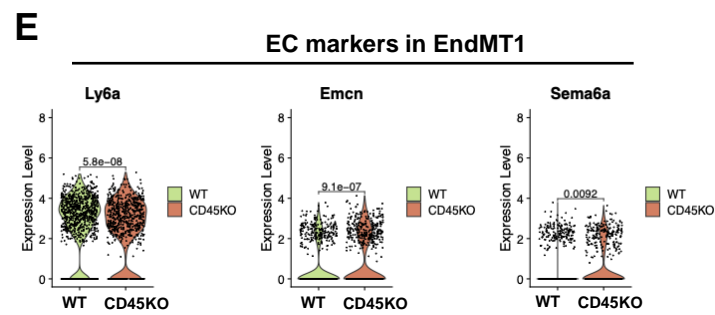 E
EC markers in EndMT1
Ly6a
Expression Level
8
6
4
2
0
5.8e−08
WT
CD45KO
WT
CD45KO
Emcn
Expression Level
8
6
4
2
0
9.1e−07
WT
CD45KO
WT
CD45KO
Sema6a
Expression Level
8
6
4
2
0
0.0092
WT
CD45KO
WT
CD45KO